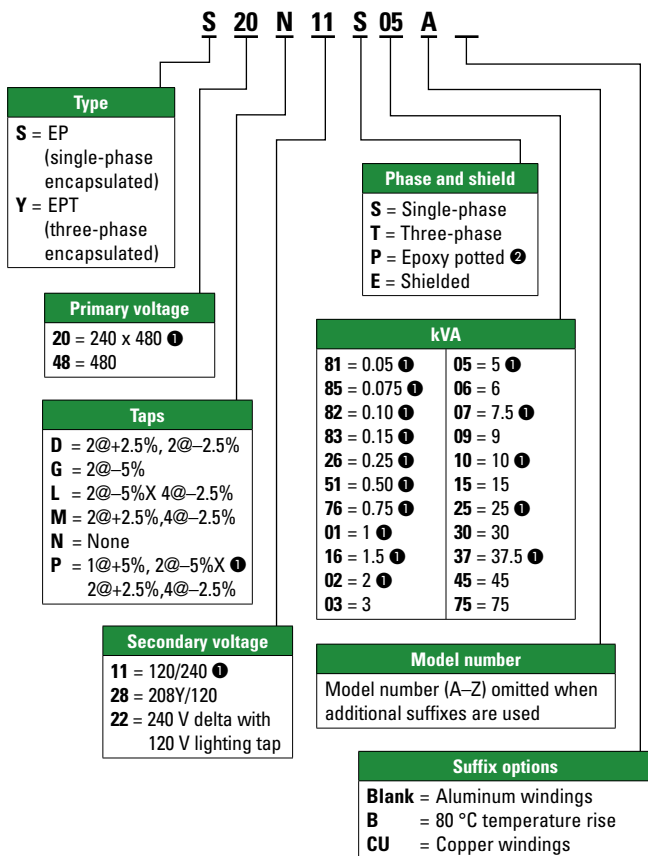 S 20 N 11 S 05 A
Type
S = EP
(single-phase
encapsulated)
Y = EPT
(three-phase
encapsulated)
Primary voltage
20 = 240 x 480 ❶
48 = 480
Taps
D = 2@+2.5%, 2@–2.5%
G = 2@–5%
L = 2@–5%X 4@–2.5%
M = 2@+2.5%,4@–2.5%
N = None
P = 1@+5%, 2@–5%X ❶
2@+2.5%,4@–2.5%
Secondary voltage
11 = 120/240 ❶
28 = 208Y/120
22 = 240 V delta with
120 V lighting tap
Phase and shield
S = Single-phase
T = Three-phase
P = Epoxy potted ❷
E = Shielded
kVA
81 = 0.05 ❶
85 = 0.075 ❶
82 = 0.10 ❶
83 = 0.15 ❶
26 = 0.25 ❶
51 = 0.50 ❶
76 = 0.75 ❶
01 = 1 ❶
16 = 1.5 ❶
02 = 2 ❶
03 = 3
05 = 5 ❶
06 = 6
07 = 7.5 ❶
09 = 9
10 = 10 ❶
15 = 15
25 = 25 ❶
30 = 30
37 = 37.5 ❶
45 = 45
75 = 75
Model number
Model number (A–Z) omitted when
additional suffixes are used
Suffix options
Blank = Aluminum windings
B = 80 °C temperature rise
CU = Copper windings